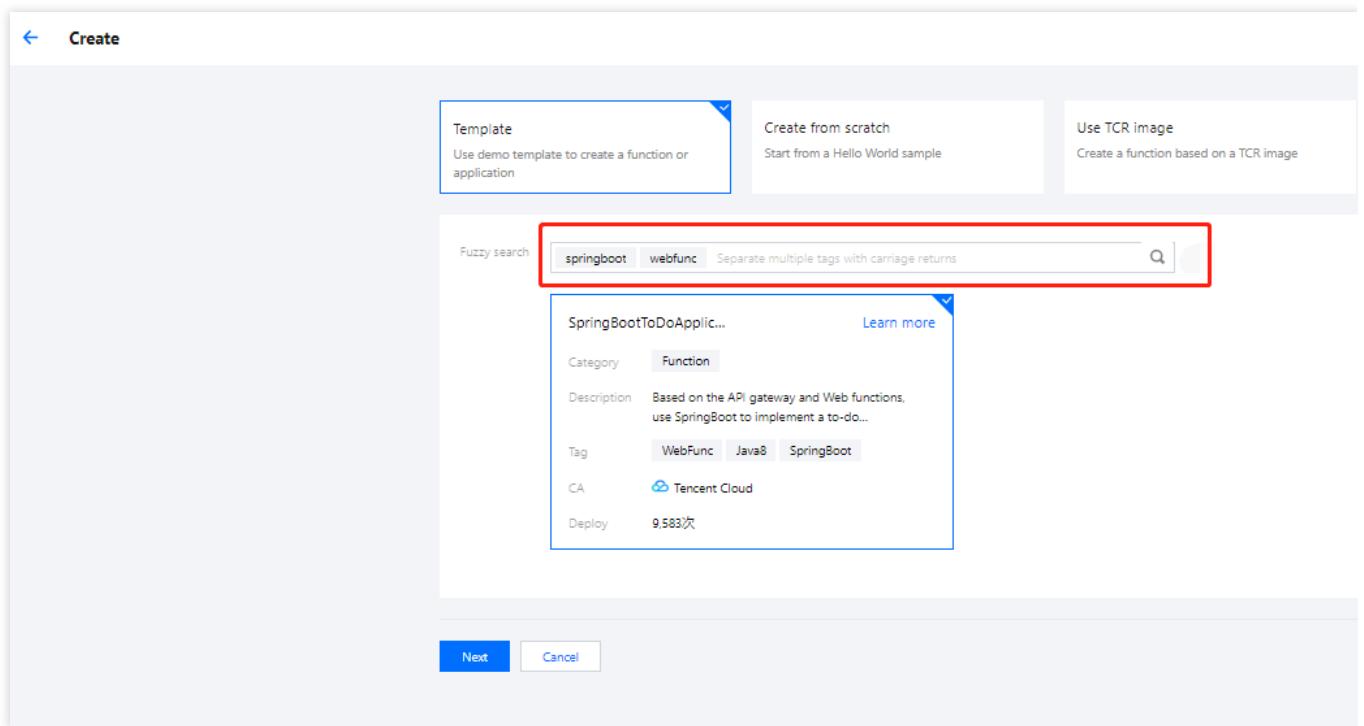 Create
Template
Use demo template to create a function or
application
Create from scratch
Start from a Hello World sample
Use TCR image
Create a function based on a TCR image
Fuzzy search
springboot webfunc Separate multiple tags with carriage returns
SpringBootToDoApplic... Learn more
Category Function
Description Based on the API gateway and Web functions,
use SpringBoot to implement a to-do...
Tag WebFunc Java8 SpringBoot
CA Tencent Cloud
Deploy 9,583次
Next Cancel